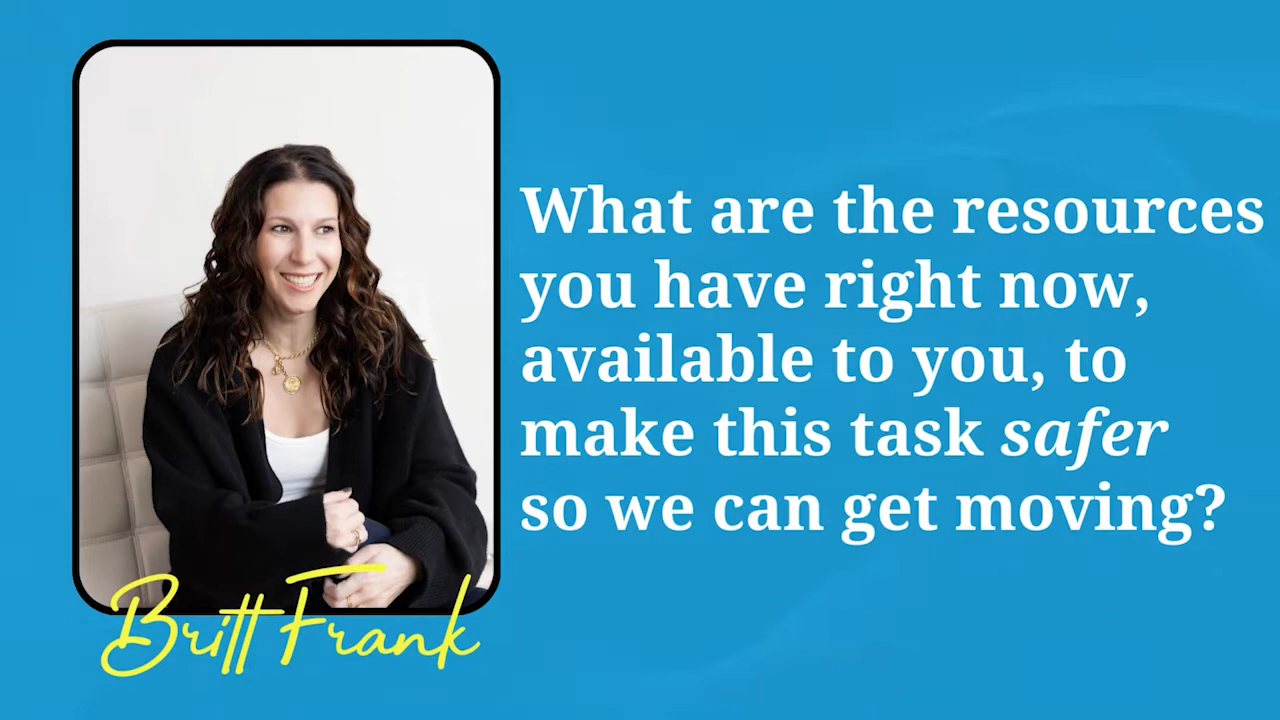 What are the resources
you have right now,
available to you, to
make this task safer
so we can get moving?
Britt Frank